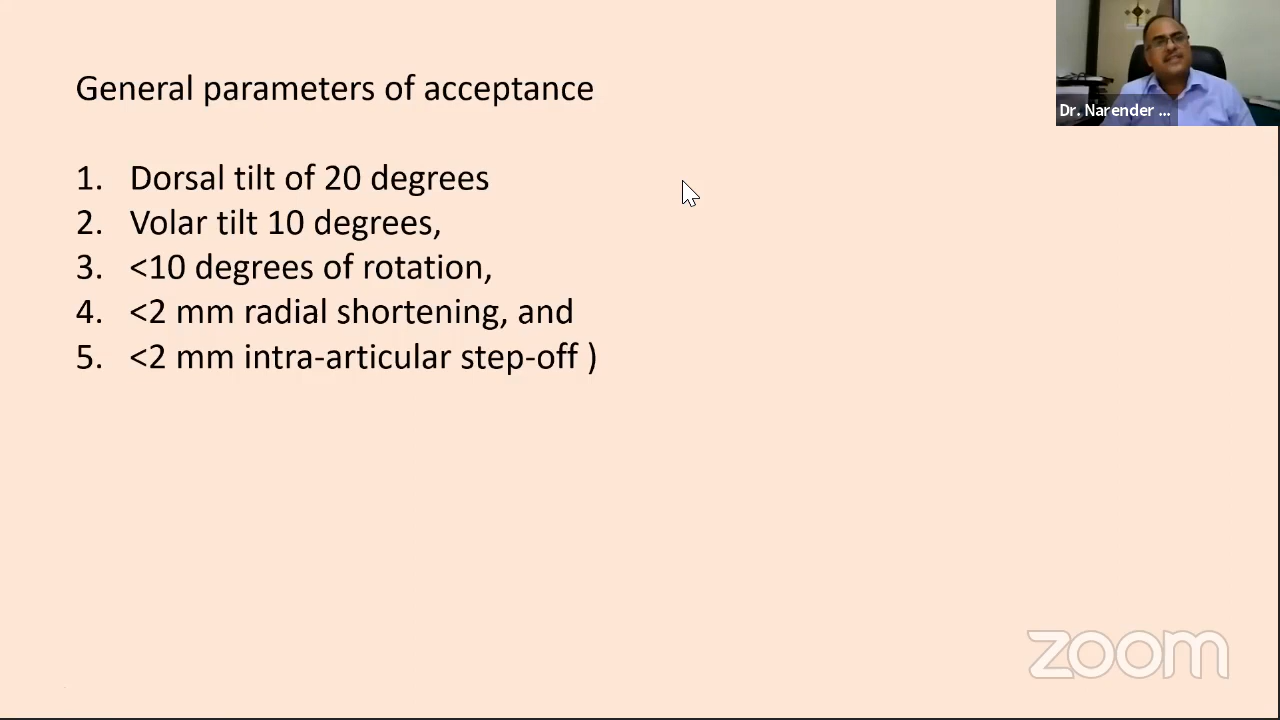 General parameters of acceptance
1. Dorsal tilt of 20 degrees
2. Volar tilt 10 degrees,
3. <10 degrees of rotation,
4. <2 mm radial shortening, and
5. <2 mm intra-articular step-off )
Dr. Narender ...
zoom